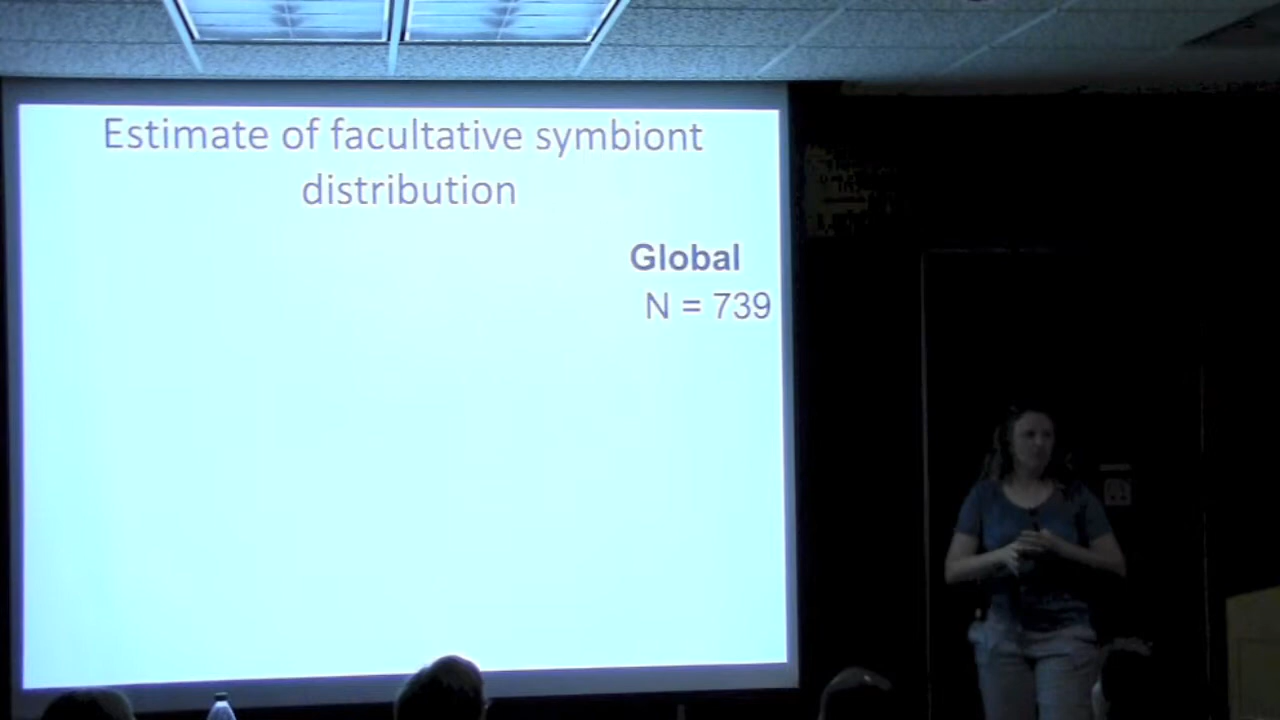 Estimate of facultative symbiont
distribution
Global
N = 739